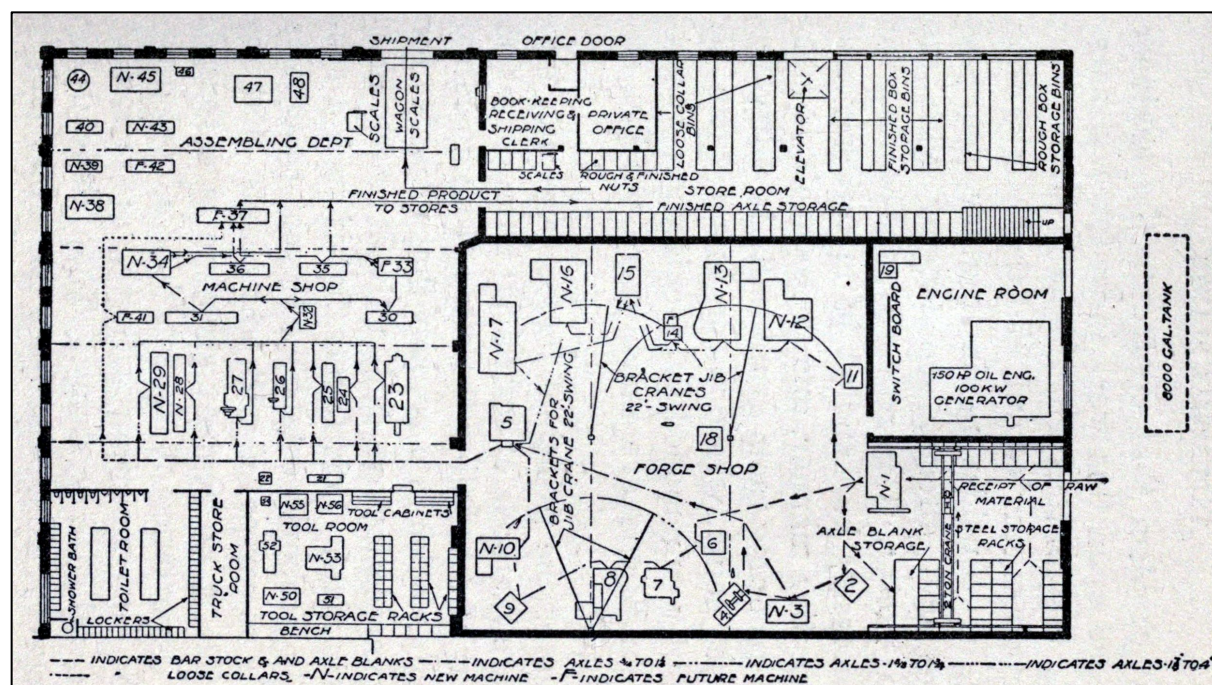 SHIPMENT
OFFICE DOOR
44
N-45
46
47
48
SCALES
WAGON SCALES
BOOK-KEEPING
RECEIVING &
SHIPPING
CLERK
PRIVATE
OFFICE
LOOSE COLLAR
BINS
ELEVATOR
FINISHED BOX
STORAGE BINS
ROUGH BOX
STORAGE BINS
40
N-43
ASSEMBLING DEPT
N-39
F-42
N-38
SCALES
ROUGH & FINISHED
NUTS
STORE ROOM
FINISHED PRODUCT
TO STORES
FINISHED AXLE STORAGE
UP
F-37
N-34
36
35
F33
MACHINE SHOP
F-41
31
N-32
30
N-29
N-28
27
26
25
24
23
N-17
N-16
15
F
14
N-13
N-12
11
BRACKET JIB
CRANES
22'-SWING
5
BRACKETS FOR
JIB CRANE 22'-SWING
18
FORGE SHOP
19
SWITCH BOARD
ENGINE ROOM
150 HP OIL ENG.
100 KW
GENERATOR
8000 GAL. TANK
N-1
RECEIPT OF RAW
MATERIAL
AXLE BLANK
STORAGE
2 TON CRANE
STEEL STORAGE
RACKS
22
21
N-55
N-56
TOOL CABINETS
TOOL ROOM
52
N-53
N-50
51
TOOL STORAGE RACKS
BENCH
SHOWER BATH
TOILET ROOM
LOCKERS
TRUCK STORE
ROOM
N-10
9
8
7
6
4
N-3
2
INDICATES BAR STOCK & AND AXLE BLANKS
INDICATES AXLES
INDICATES AXLES
INDICATES AXLES
" LOOSE COLLARS -N- INDICATES NEW MACHINE -F- INDICATES FUTURE MACHINE